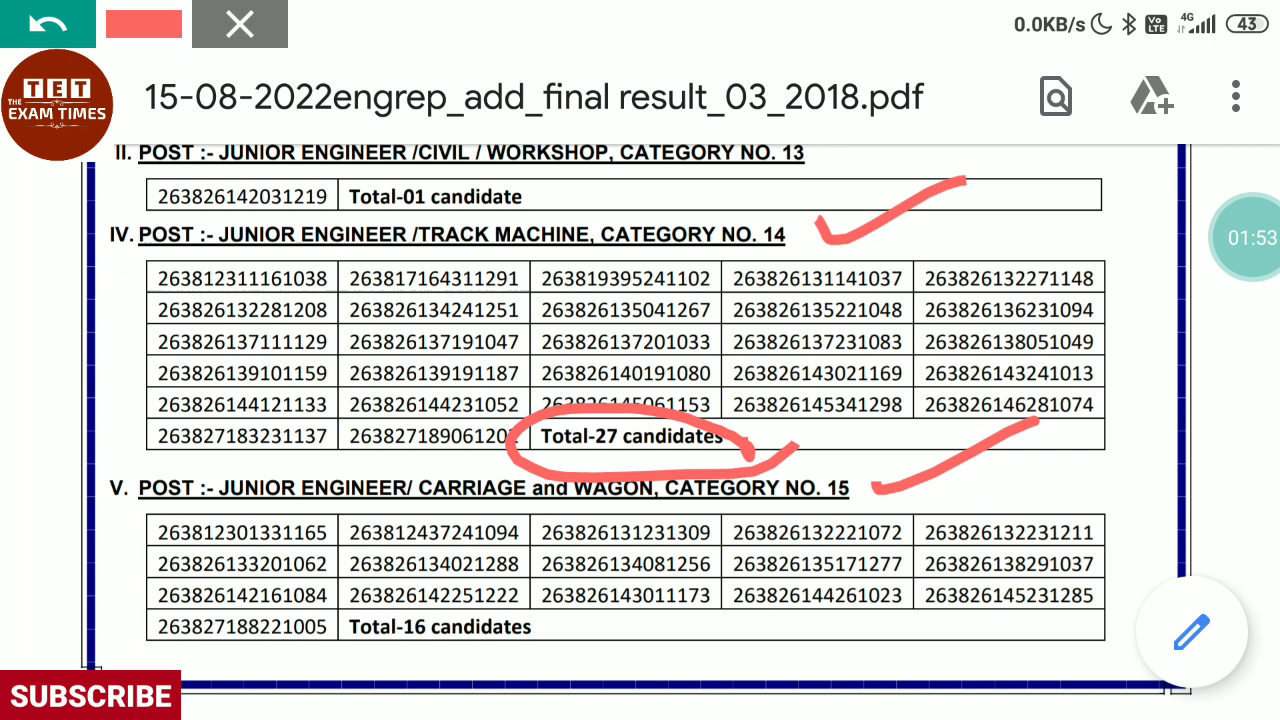 0.0KB/s Vo LTE 4G 43
TET
THE EXAM TIMES
15-08-2022engrep_add_final result_03_2018.pdf
II. POST :- JUNIOR ENGINEER /CIVIL / WORKSHOP, CATEGORY NO. 13
263826142031219 Total-01 candidate
IV. POST :- JUNIOR ENGINEER /TRACK MACHINE, CATEGORY NO. 14
263812311161038 263817164311291 263819395241102 263826131141037 263826132271148
263826132281208 263826134241251 263826135041267 263826135221048 263826136231094
263826137111129 263826137191047 263826137201033 263826137231083 263826138051049
263826139101159 263826139191187 263826140191080 263826143021169 263826143241013
263826144121133 263826144231052 263826145061153 263826145341298 263826146281074
263827183231137 Total-27 candidates
V. POST :- JUNIOR ENGINEER/ CARRIAGE and WAGON, CATEGORY NO. 15
263812301331165 263812437241094 263826131231309 263826132221072 263826132231211
263826133201062 263826134021288 263826134081256 263826135171277 263826138291037
263826142161084 263826142251222 263826143011173 263826144261023 263826145231285
263827188221005 Total-16 candidates
01:53
SUBSCRIBE